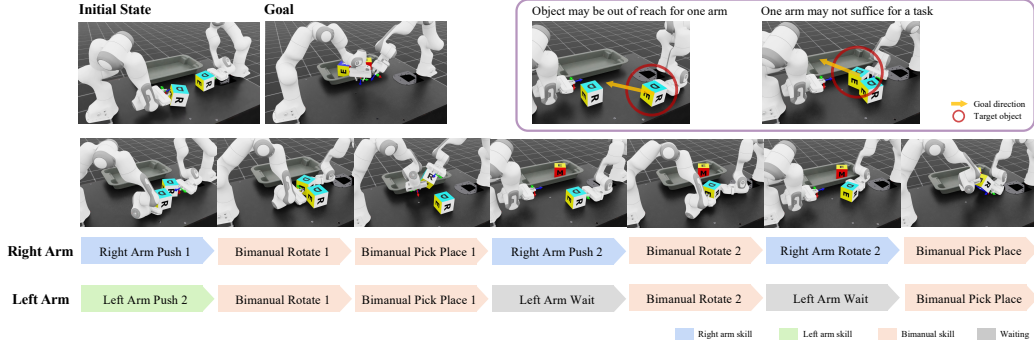 Initial State
Goal
Object may be out of reach for one arm
One arm may not suffice for a task
Goal direction
Target object
Right Arm
Right Arm Push 1
Bimanual Rotate 1
Bimanual Pick Place 1
Right Arm Push 2
Bimanual Rotate 2
Right Arm Rotate 2
Bimanual Pick Place
Left Arm
Left Arm Push 2
Bimanual Rotate 1
Bimanual Pick Place 1
Left Arm Wait
Bimanual Rotate 2
Left Arm Wait
Bimanual Pick Place
Right arm skill
Left arm skill
Bimanual skill
Waiting